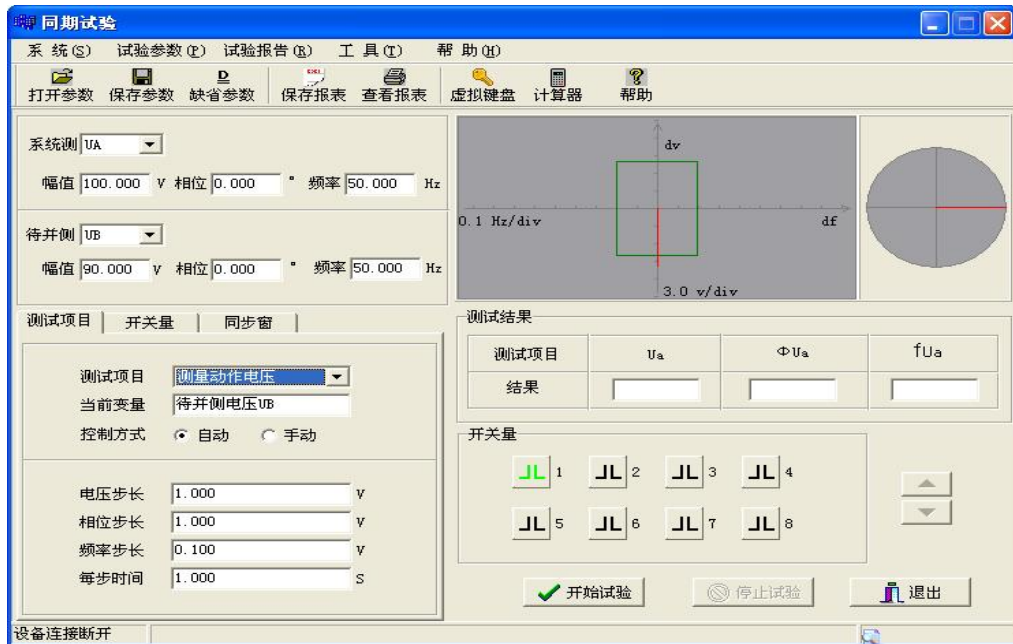 同期试验
系 统(S) 试验参数(P) 试验报告(R) 工 具(T) 帮 助(H)
打开参数 保存参数 缺省参数 保存报表 查看报表 虚拟键盘 计算器 帮助
系统测 UA
幅值 100.000 V 相位 0.000 ° 频率 50.000 Hz
待并侧 UB
幅值 90.000 V 相位 0.000 ° 频率 50.000 Hz
dv
0.1 Hz/div df
3.0 v/div
测试项目 开关量 同步窗
测试项目 测量动作电压
当前变量 待并侧电压UB
控制方式 自动 手动
电压步长 1.000 V
相位步长 1.000 V
频率步长 0.100 V
每步时间 1.000 S
测试结果
测试项目 Ua ΦUa fUa
结果
开关量
1 2 3 4
5 6 7 8
开始试验 停止试验 退出
设备连接断开